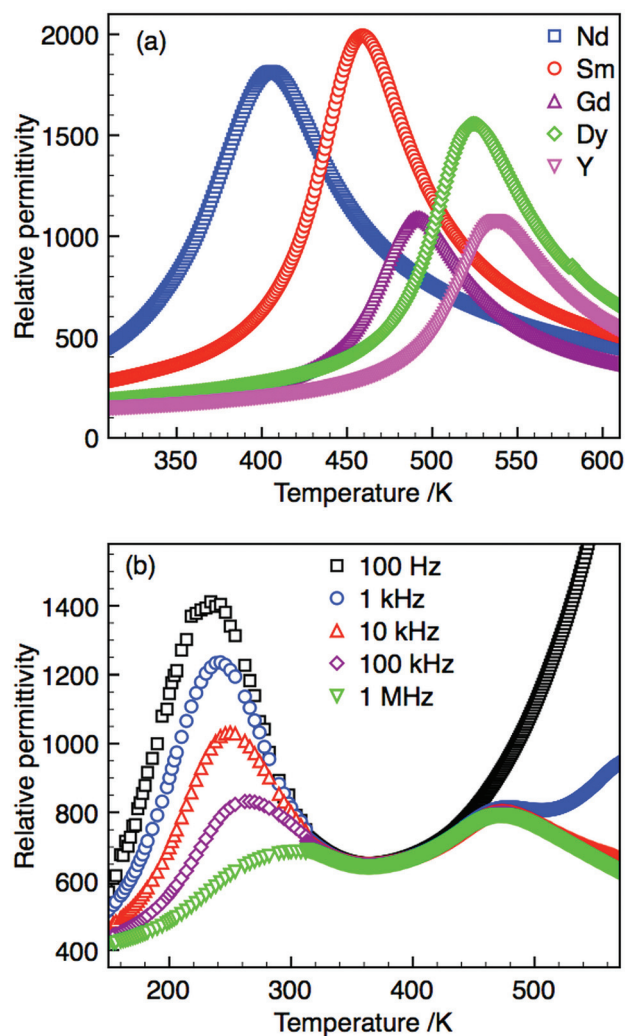 (a)
Nd
Sm
Gd
Dy
Y
2000
1500
1000
500
0
Relative permittivity
350 400 450 500 550 600
Temperature /K
(b)
100 Hz
1 kHz
10 kHz
100 kHz
1 MHz
1400
1200
1000
800
600
400
Relative permittivity
200 300 400 500
Temperature /K